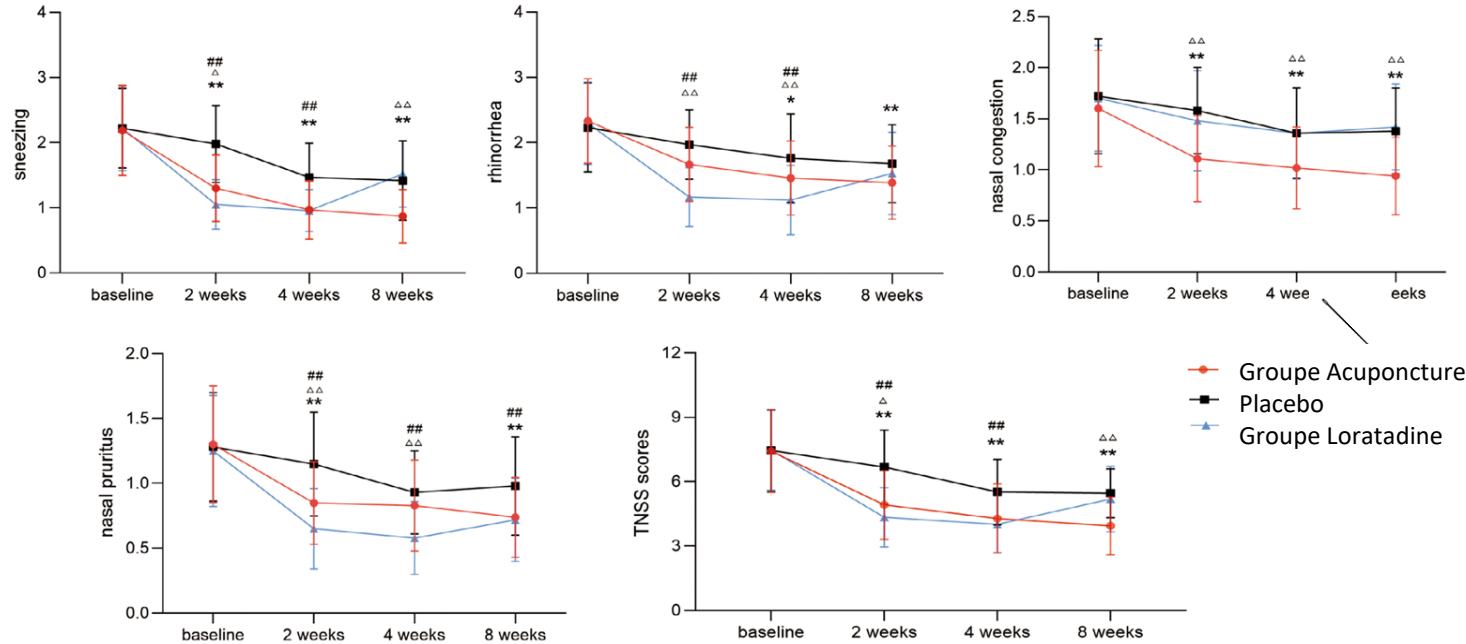 4
3
2
1
0
sneezing
##
△
**
##
**
△△
**
baseline
2 weeks
4 weeks
8 weeks
4
3
2
1
0
rhinorrhea
##
△△
##
△△
*
**
baseline
2 weeks
4 weeks
8 weeks
2.5
2.0
1.5
1.0
0.5
0.0
nasal congestion
△△
**
△△
**
△△
**
baseline
2 weeks
4 wee
eeks
2.0
1.5
1.0
0.5
0.0
nasal pruritus
##
△△
**
##
△△
##
**
baseline
2 weeks
4 weeks
8 weeks
12
9
6
3
0
TNSS scores
##
△
**
##
**
△△
**
baseline
2 weeks
4 weeks
8 weeks
Groupe Acuponcture
Placebo
Groupe Loratadine